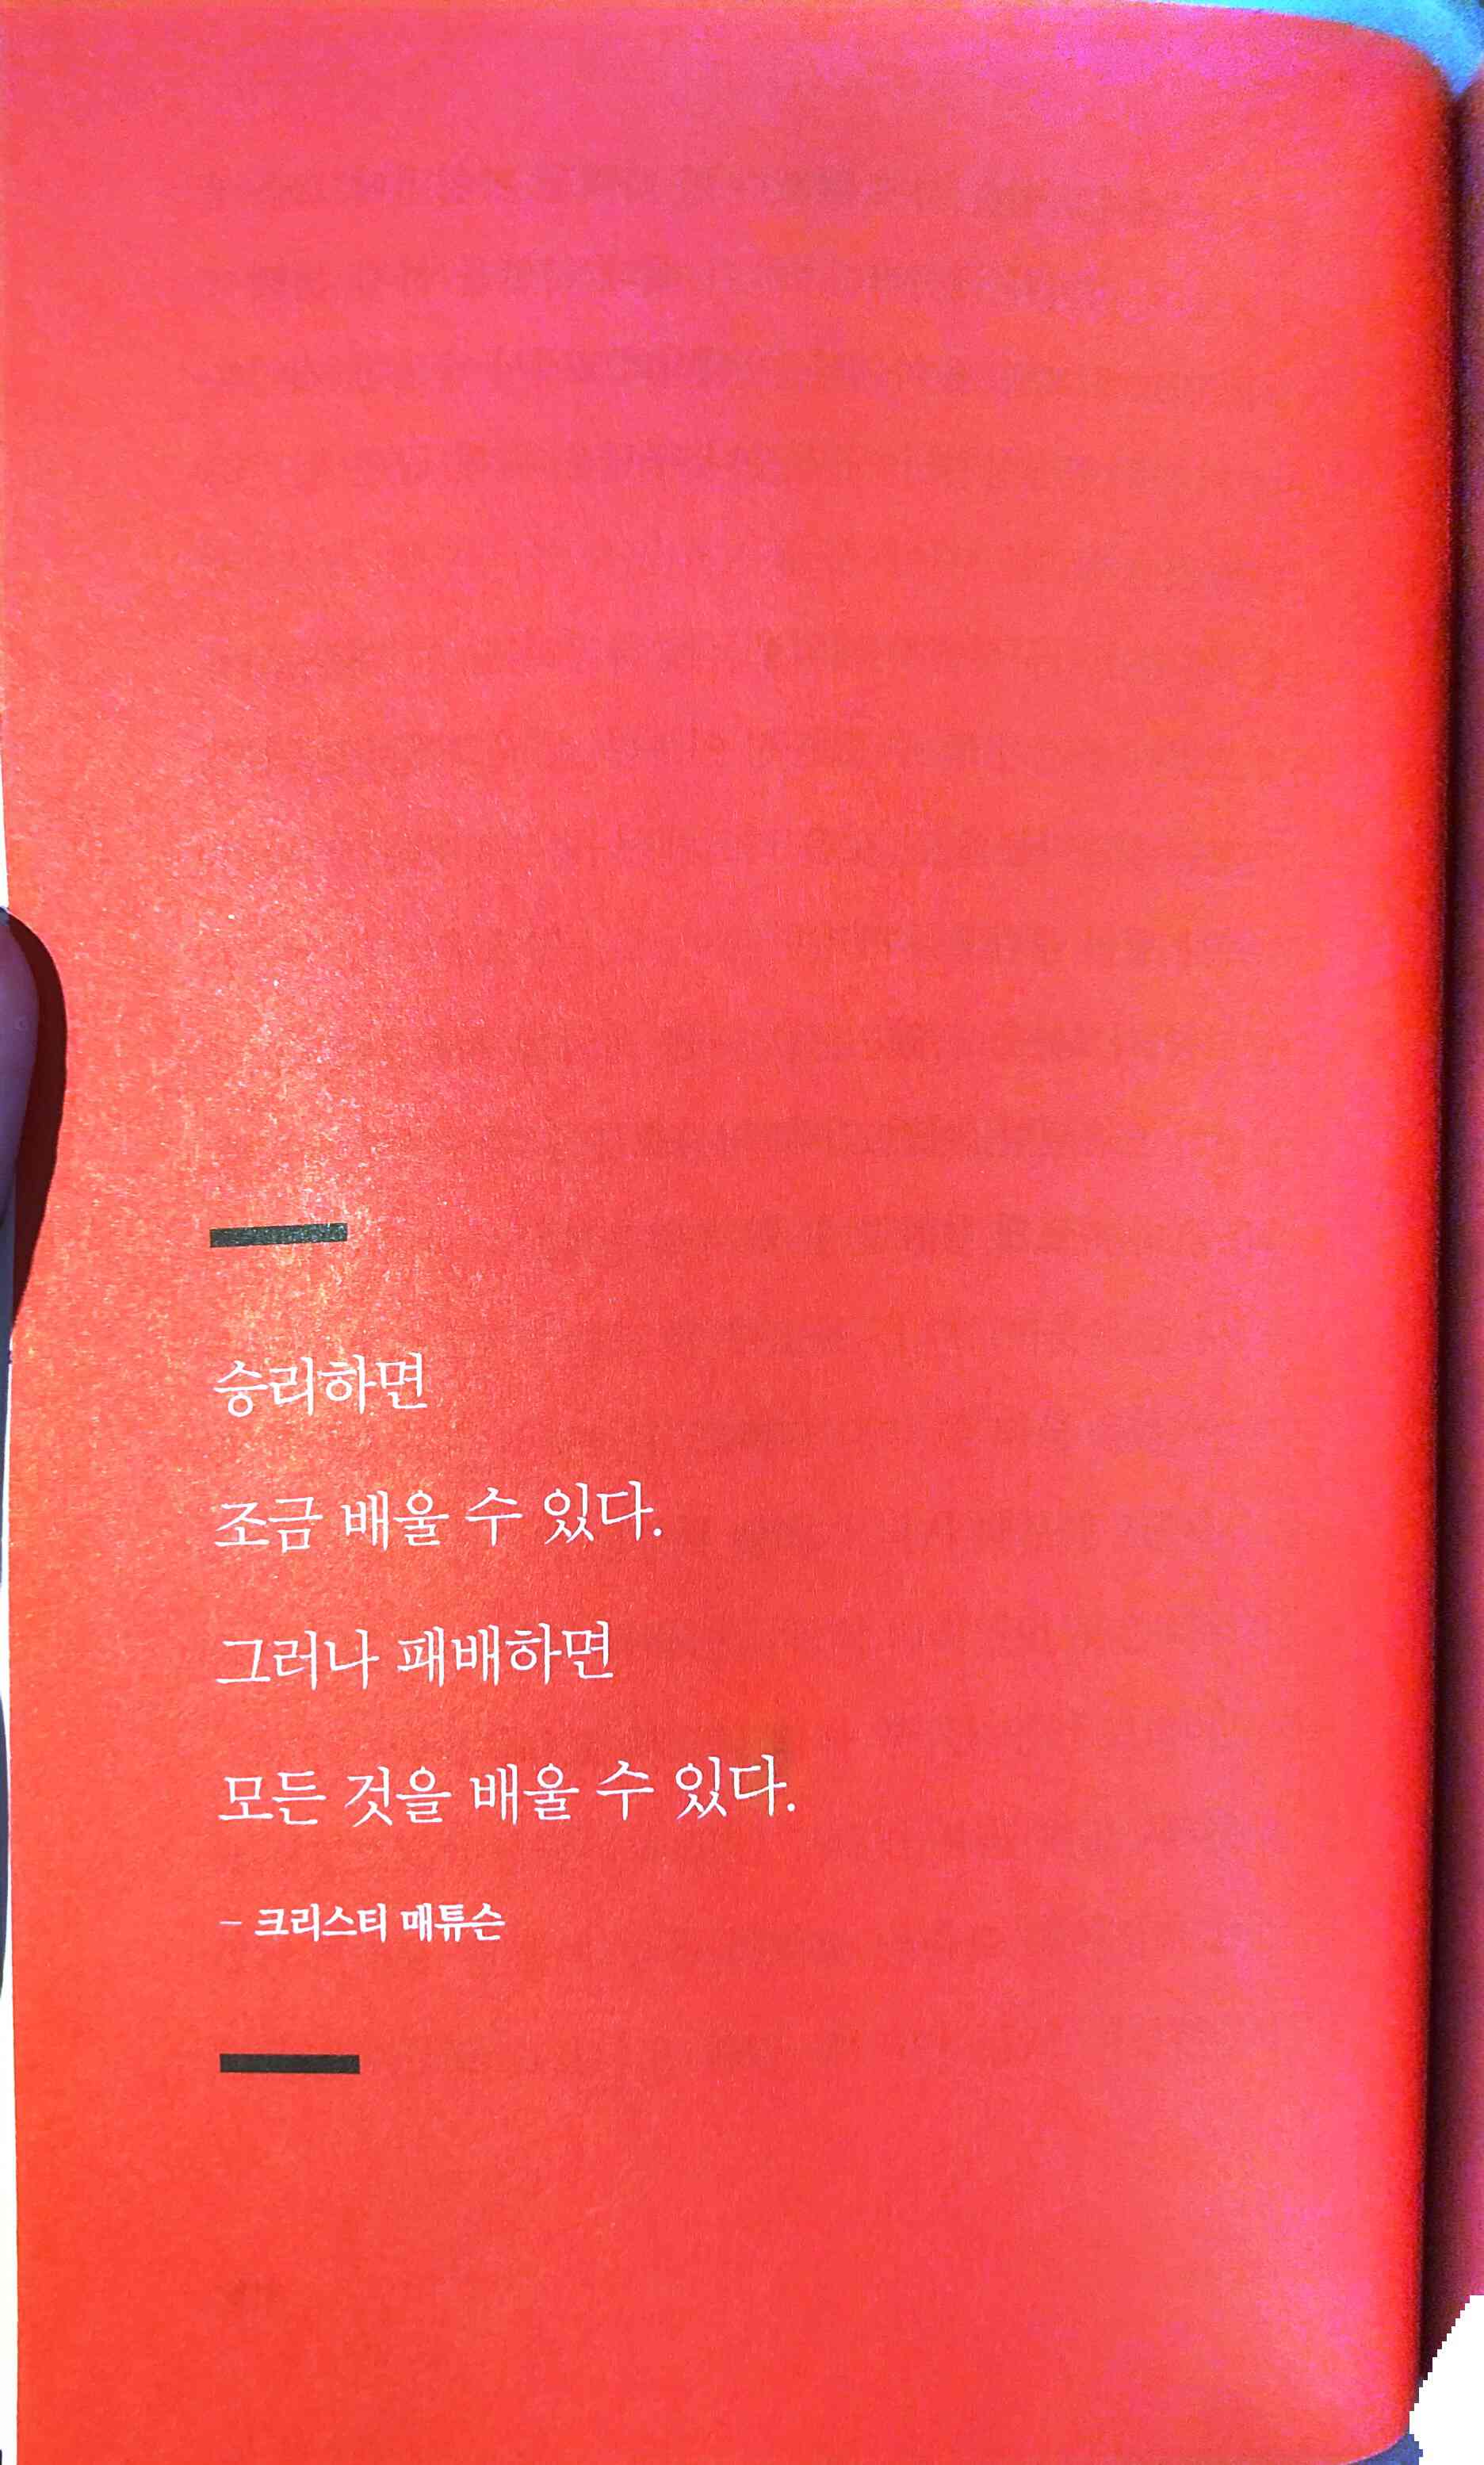 승리하면
조금 배울 수 있다.
그러나 패배하면
모든 것을 배울 수 있다.
– 크리스티 매튜슨